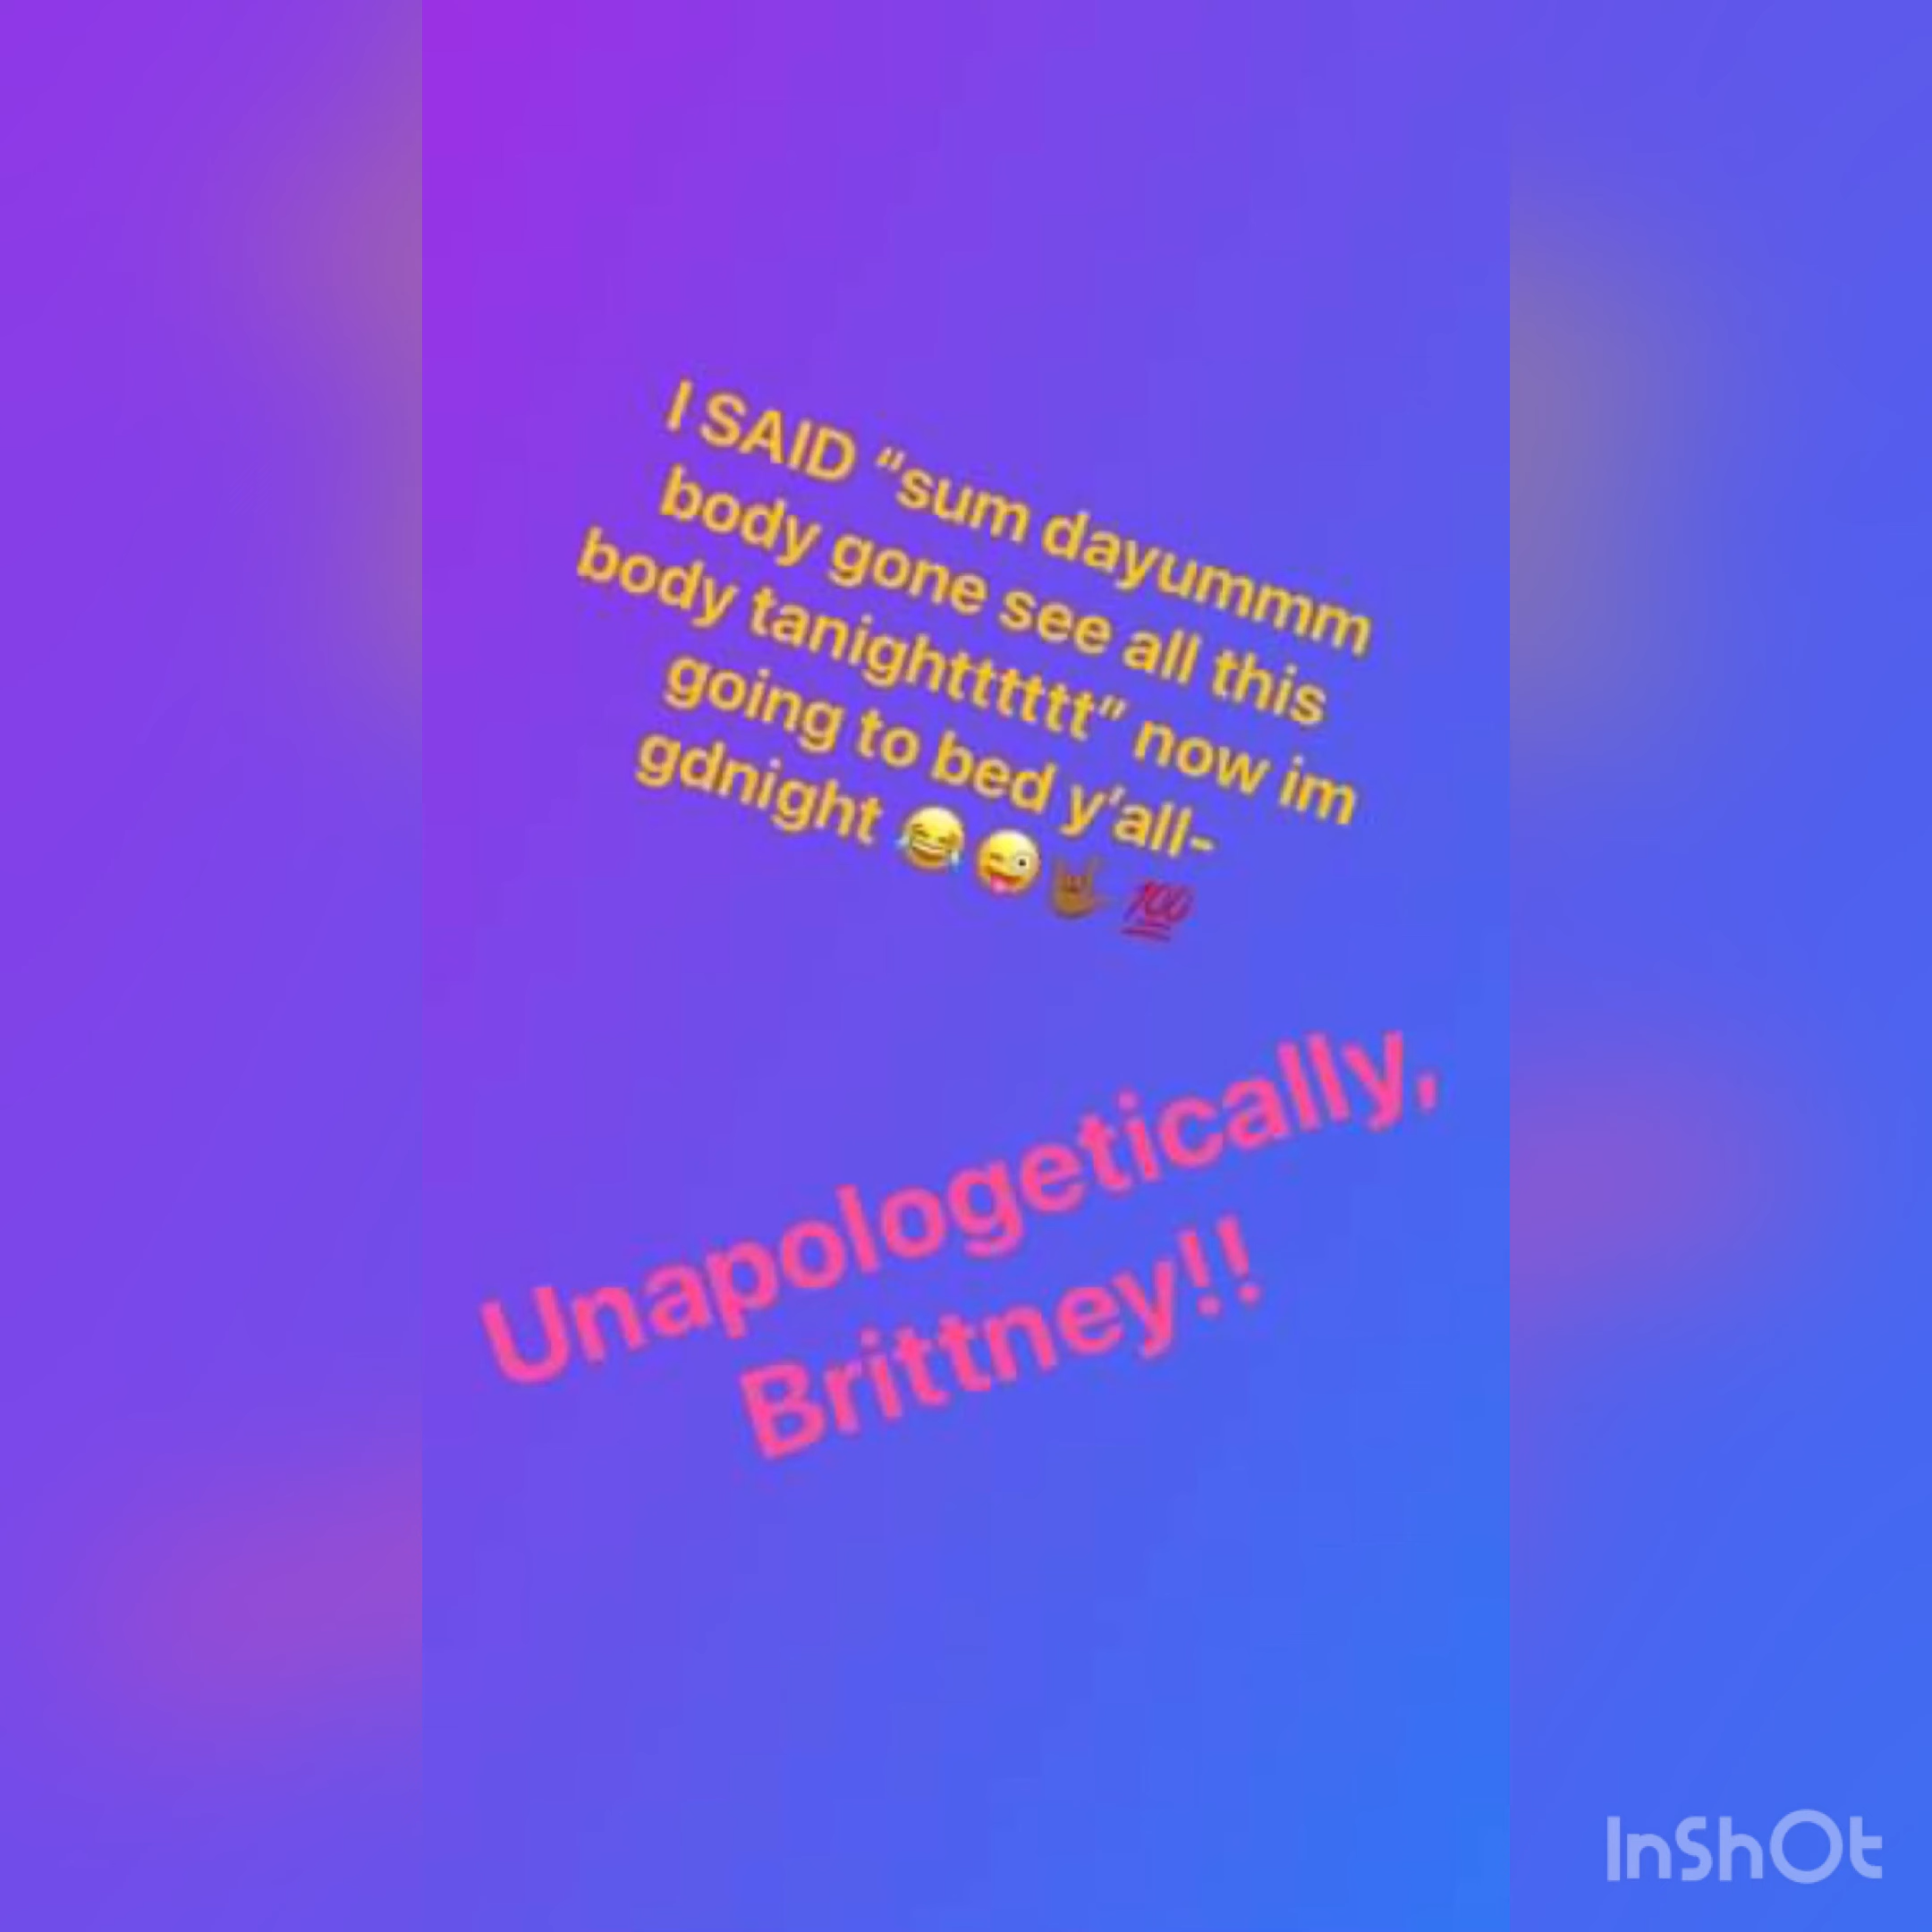 I SAID "sum dayummm
body gone see all this
body tanighttttt" now im
going to bed y'all-
gdnight 😂😜🤟🏾💯
Unapologetically,
Brittney!!
InShOt